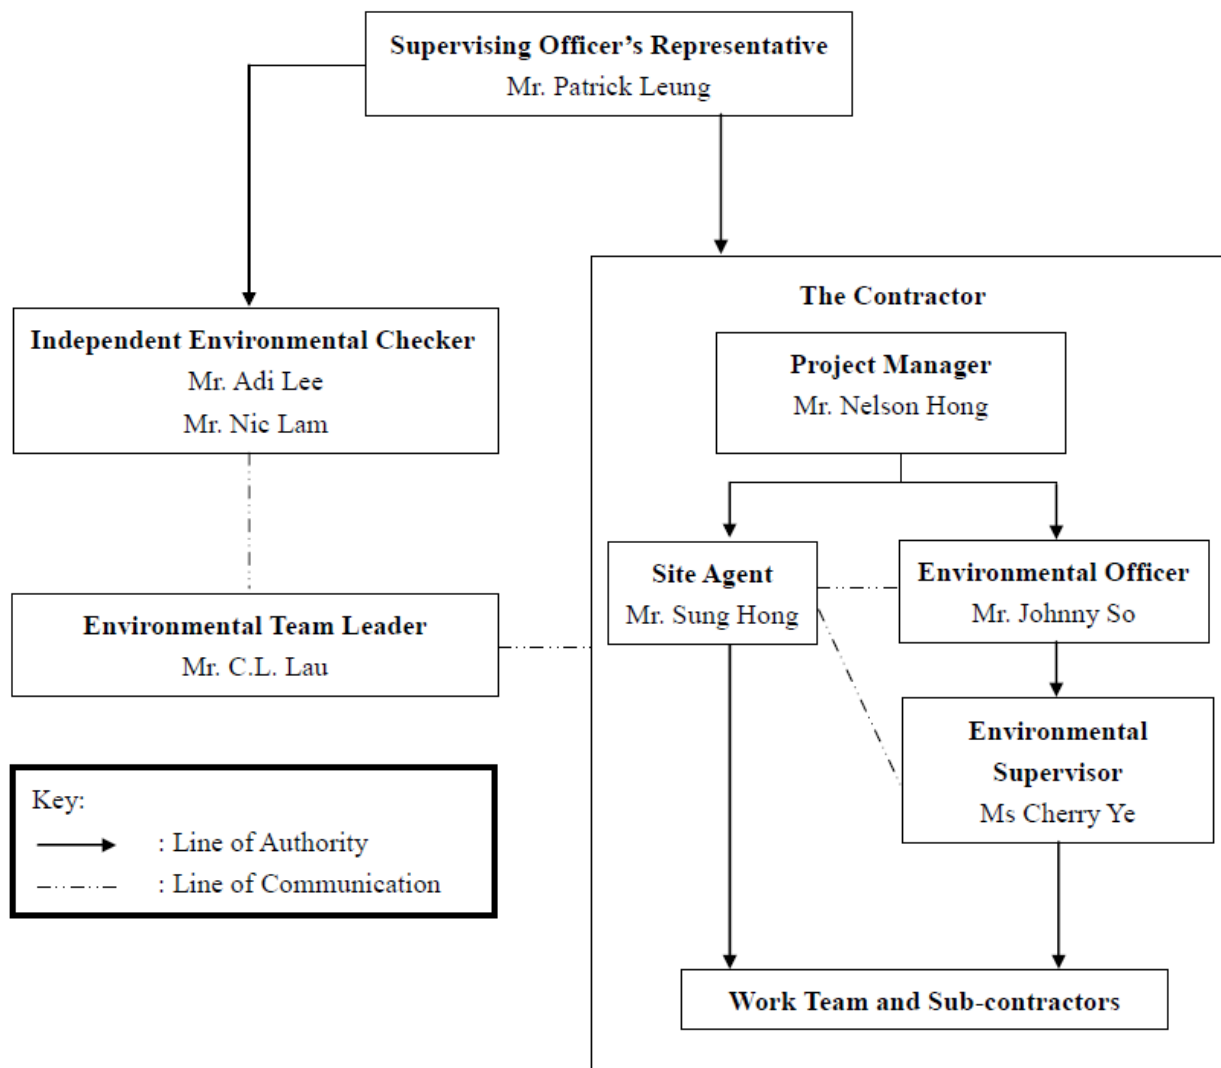 Supervising Officer’s Representative
Mr. Patrick Leung
Independent Environmental Checker
Mr. Adi Lee
Mr. Nic Lam
Environmental Team Leader
Mr. C.L. Lau
The Contractor
Project Manager
Mr. Nelson Hong
Site Agent
Mr. Sung Hong
Environmental Officer
Mr. Johnny So
Environmental
Supervisor
Ms Cherry Ye
Work Team and Sub-contractors
Key:
: Line of Authority
: Line of Communication